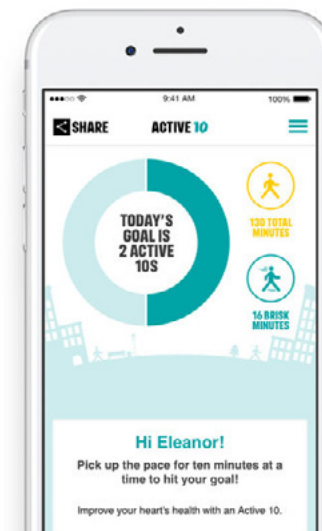 9:41 AM
100%
SHARE
ACTIVE 10
TODAY'S
GOAL IS
2 ACTIVE
10S
130 TOTAL
MINUTES
16 BRISK
MINUTES
Hi Eleanor!
Pick up the pace for ten minutes at a
time to hit your goal!
Improve your heart's health with an Active 10.